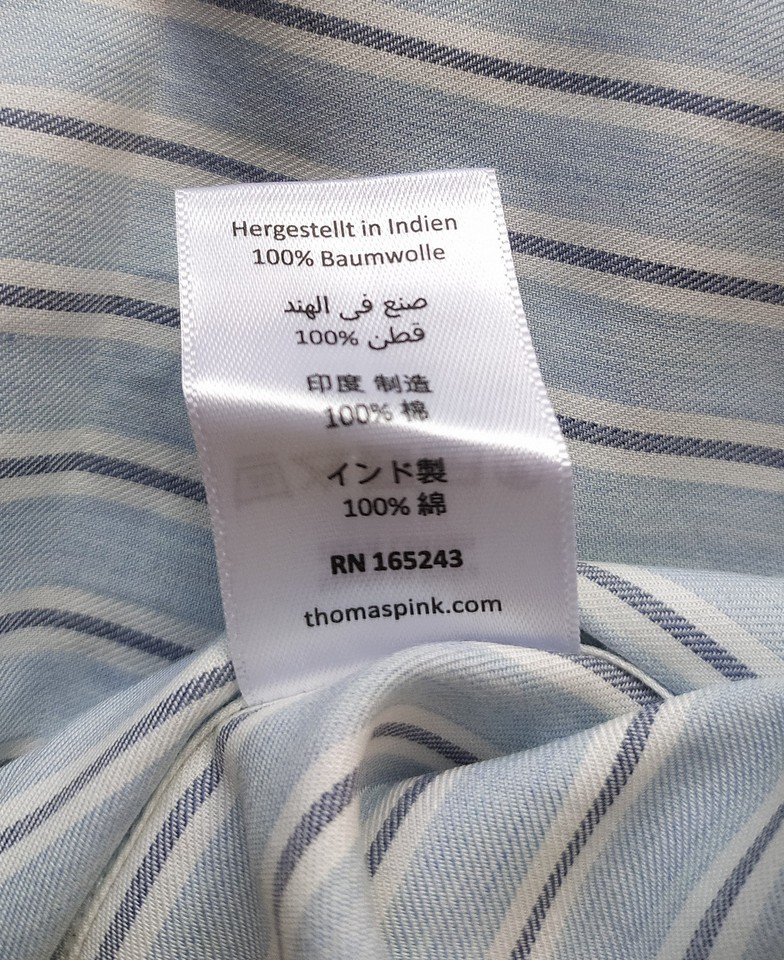 Hergestellt in Indien
100% Baumwolle
صنع في الهند
100% قطن
印度 制造
100% 棉
インド製
100% 綿
RN 165243
thomaspink.com